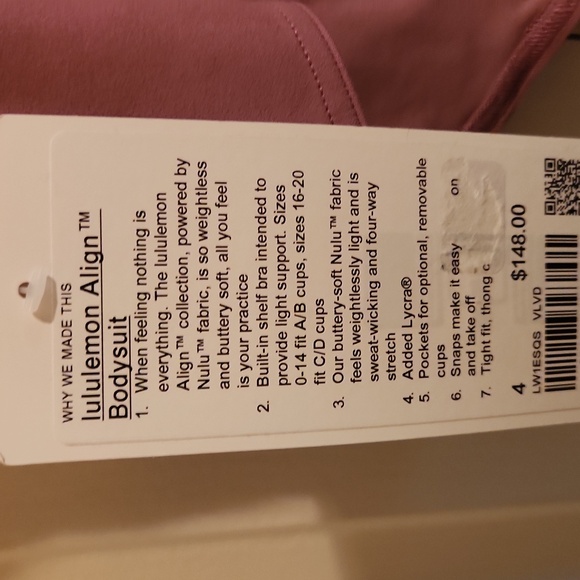 WHY WE MADE THIS
lululemon Align™
Bodysuit
1. When feeling nothing is
everything. The lululemon
Align™ collection, powered by
Nulu™ fabric, is so weightless
and buttery soft, all you feel
is your practice
2. Built-in shelf bra intended to
provide light support. Sizes
0-14 fit A/B cups, sizes 16-20
fit C/D cups
3. Our buttery-soft Nulu™ fabric
feels weightlessly light and is
sweat-wicking and four-way
stretch
4. Added Lycra®
5. Pockets for optional, removable
cups
6. Snaps make it easy on
and take off
7. Tight fit, thong c
4 $148.00
LW1ESQS VLVD